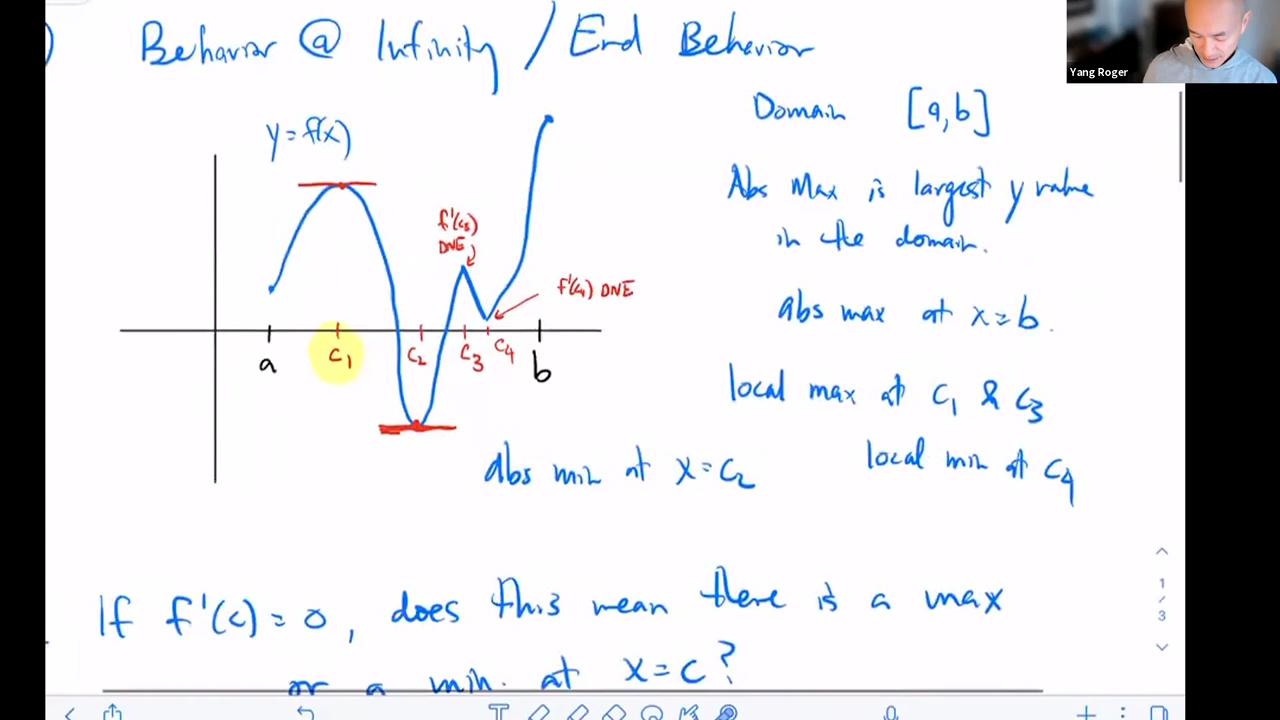 ) Behavior @ Infinity / End Behavior
Yang Roger
y=f(x)
Domain [a,b]
Abs Max is largest y value
in the domain.
f'(c3)
DNE
f'(c4) DNE
abs max at x=b.
a c1 c2 c3 c4 b
local max at c1 & c3
local min at c4
abs min at x=c2
If f'(c)=0, does this mean there is a max
or a min. at x=c?
1
/
3